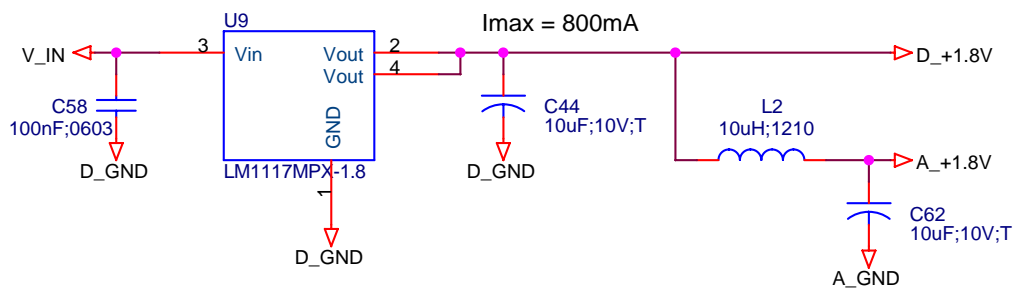 U9
Imax = 800mA
V_IN
3
Vin
Vout
2
D_+1.8V
Vout
4
C58
100nF;0603
GND
C44
10uF;10V;T
L2
10uH;1210
D_GND
LM1117MPX-1.8
D_GND
A_+1.8V
1
C62
10uF;10V;T
D_GND
A_GND